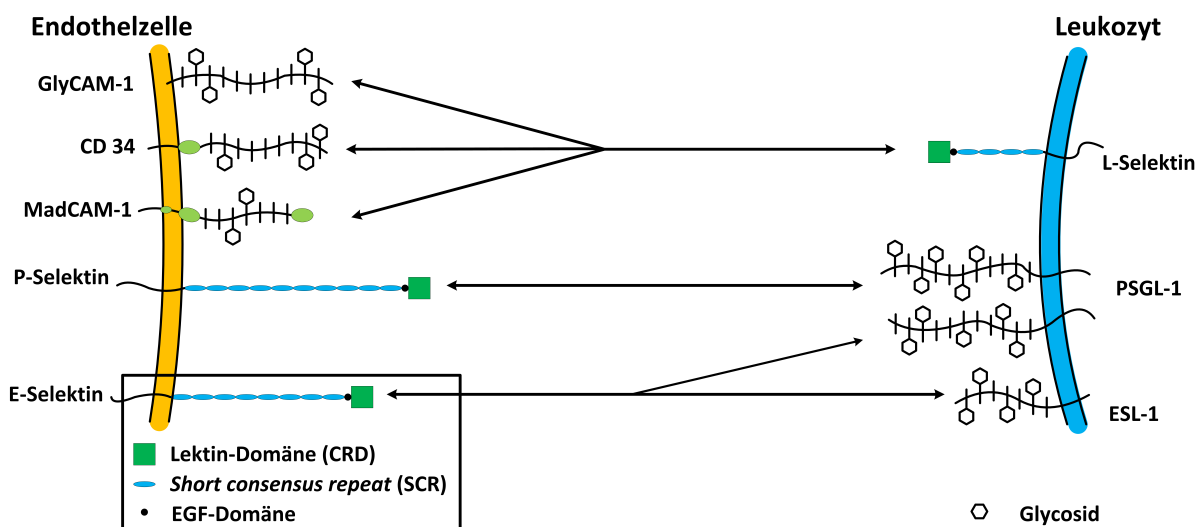 Endothelzelle
Leukozyt
GlyCAM-1
CD 34
L-Selektin
MadCAM-1
P-Selektin
PSGL-1
E-Selektin
ESL-1
Lektin-Domäne (CRD)
Short consensus repeat (SCR)
EGF-Domäne
Glycosid